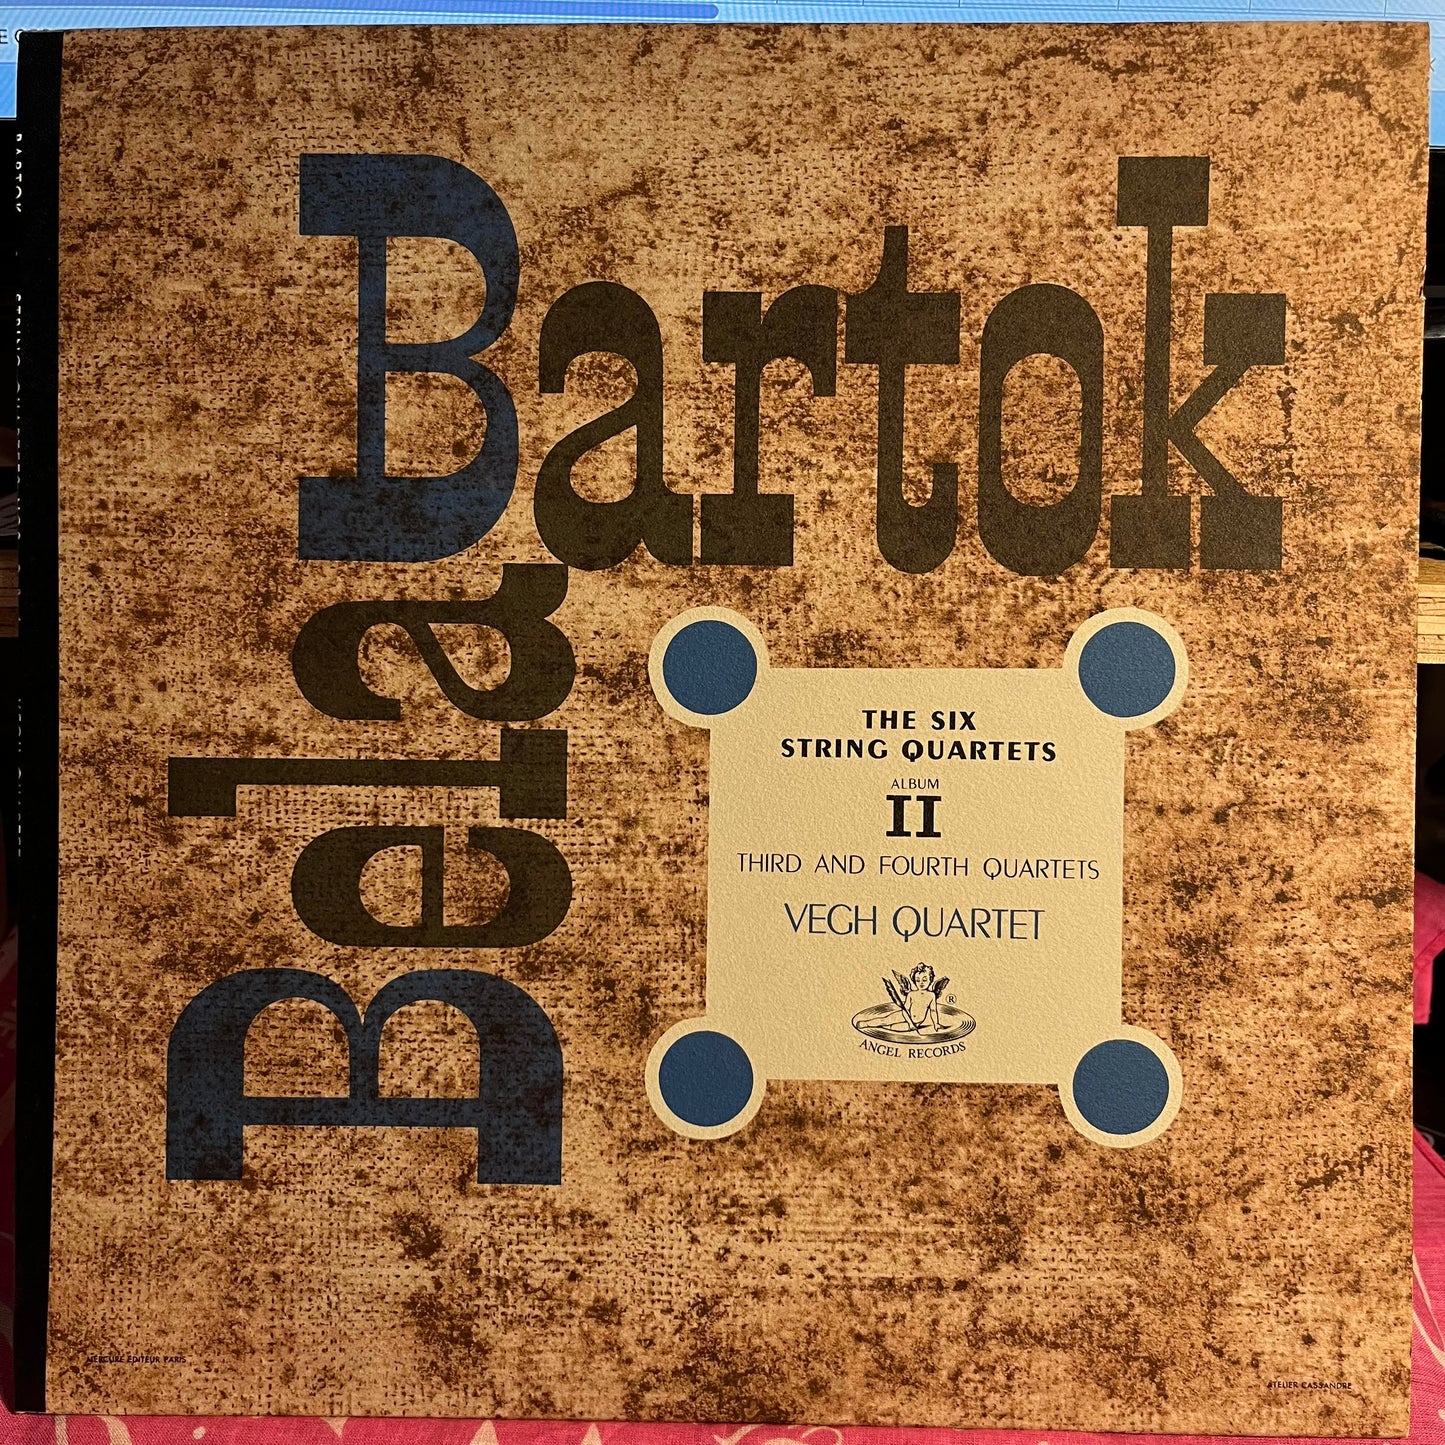 Bartok
Bela
THE SIX
STRING QUARTETS
ALBUM
II
THIRD AND FOURTH QUARTETS
VEGH QUARTET
®
ANGEL RECORDS
MERCURE EDITEUR PARIS
ATELIER CASSANDRE
BARTOK